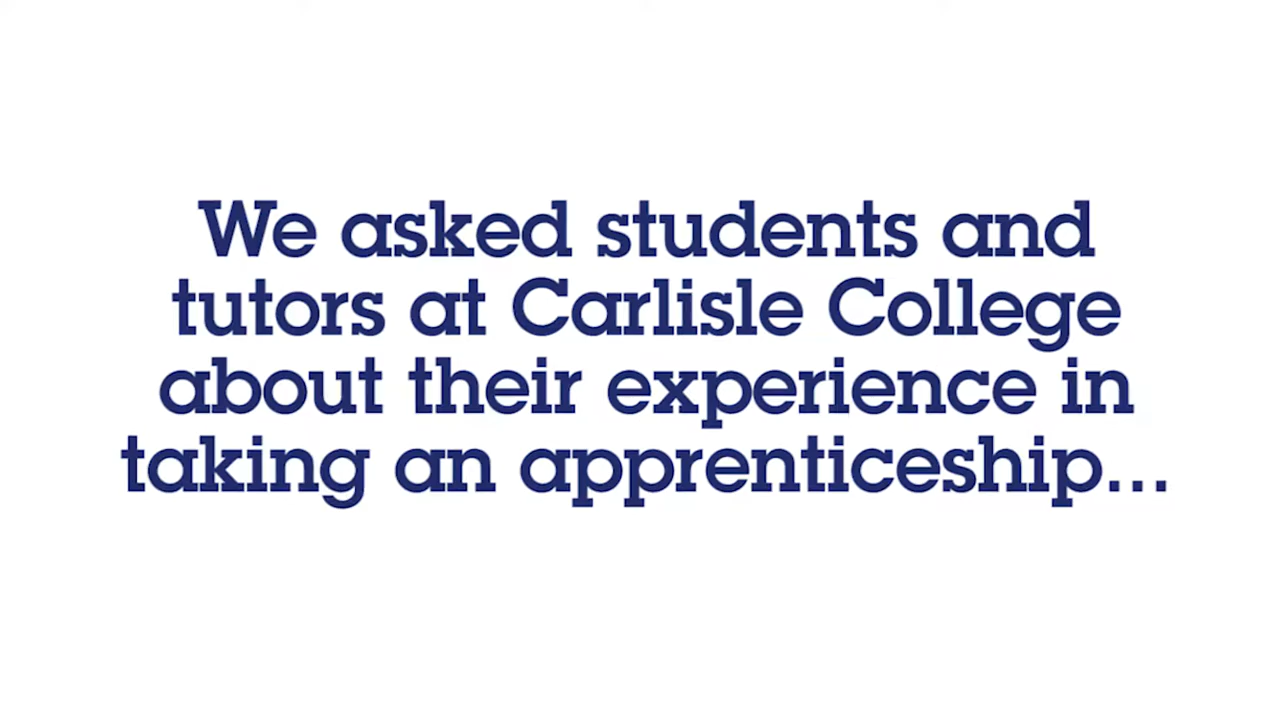 We asked students and
tutors at Carlisle College
about their experience in
taking an apprenticeship...